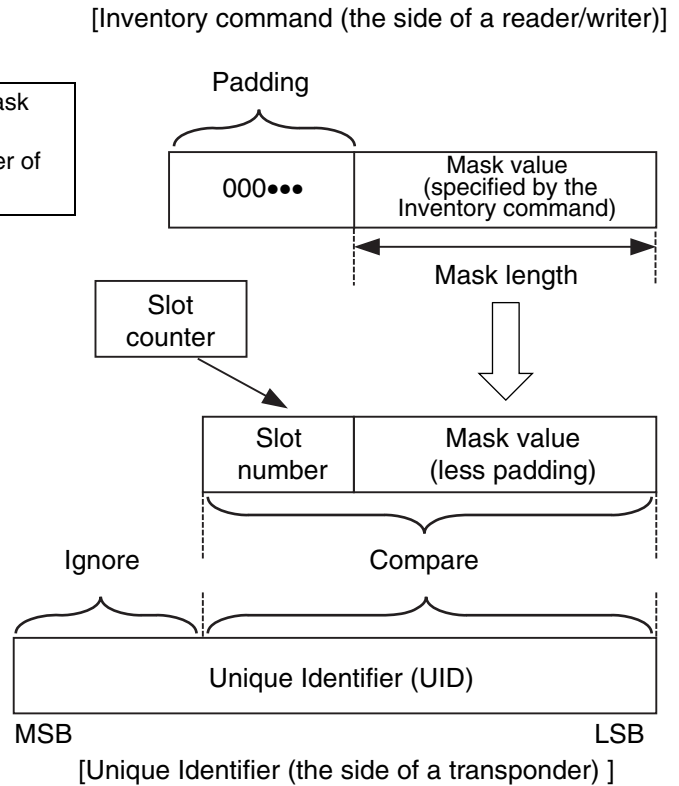 [Inventory command (the side of a reader/writer)]
Padding
er of
000•••
Mask value
(specified by the
Inventory command)
Mask length
Slot
counter
Slot
number
Mask value
(less padding)
Ignore
Compare
Unique Identifier (UID)
MSB
LSB
[Unique Identifier (the side of a transponder) ]